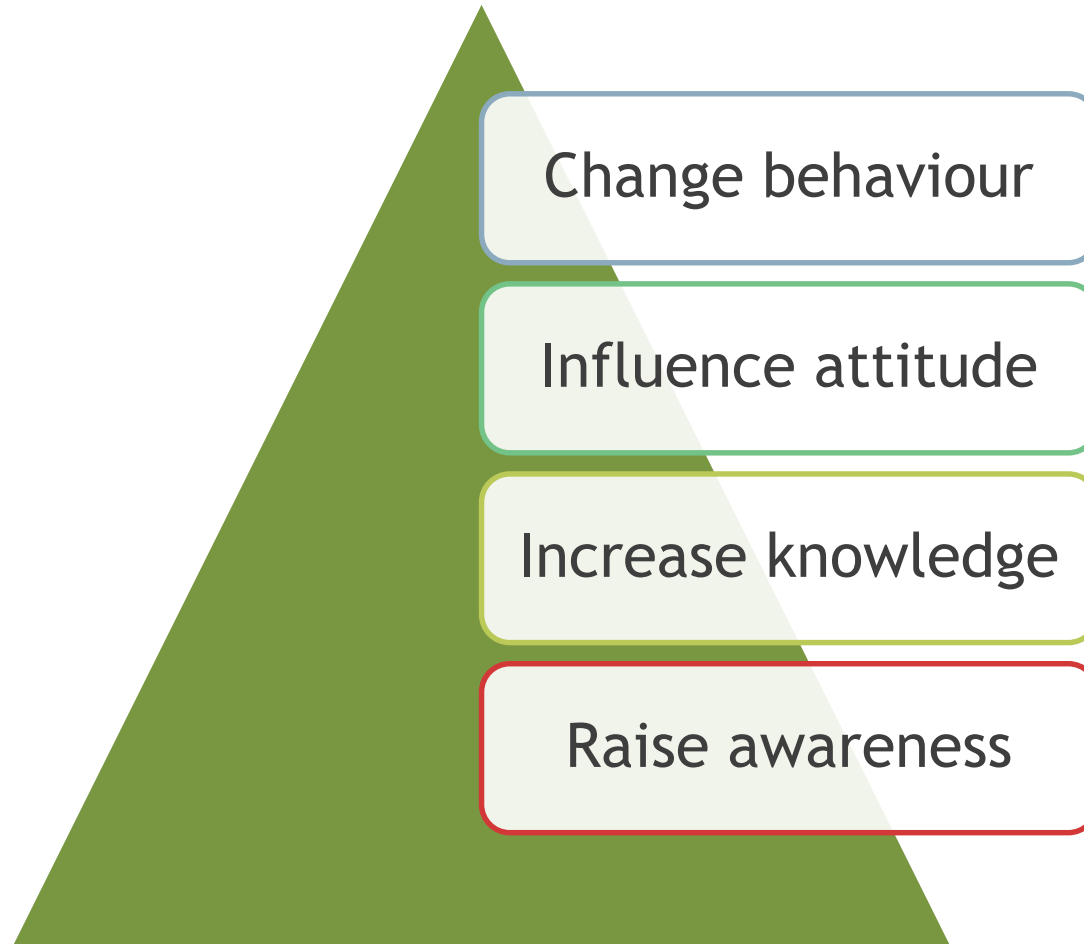 Change behaviour
Influence attitude
Increase knowledge
Raise awareness